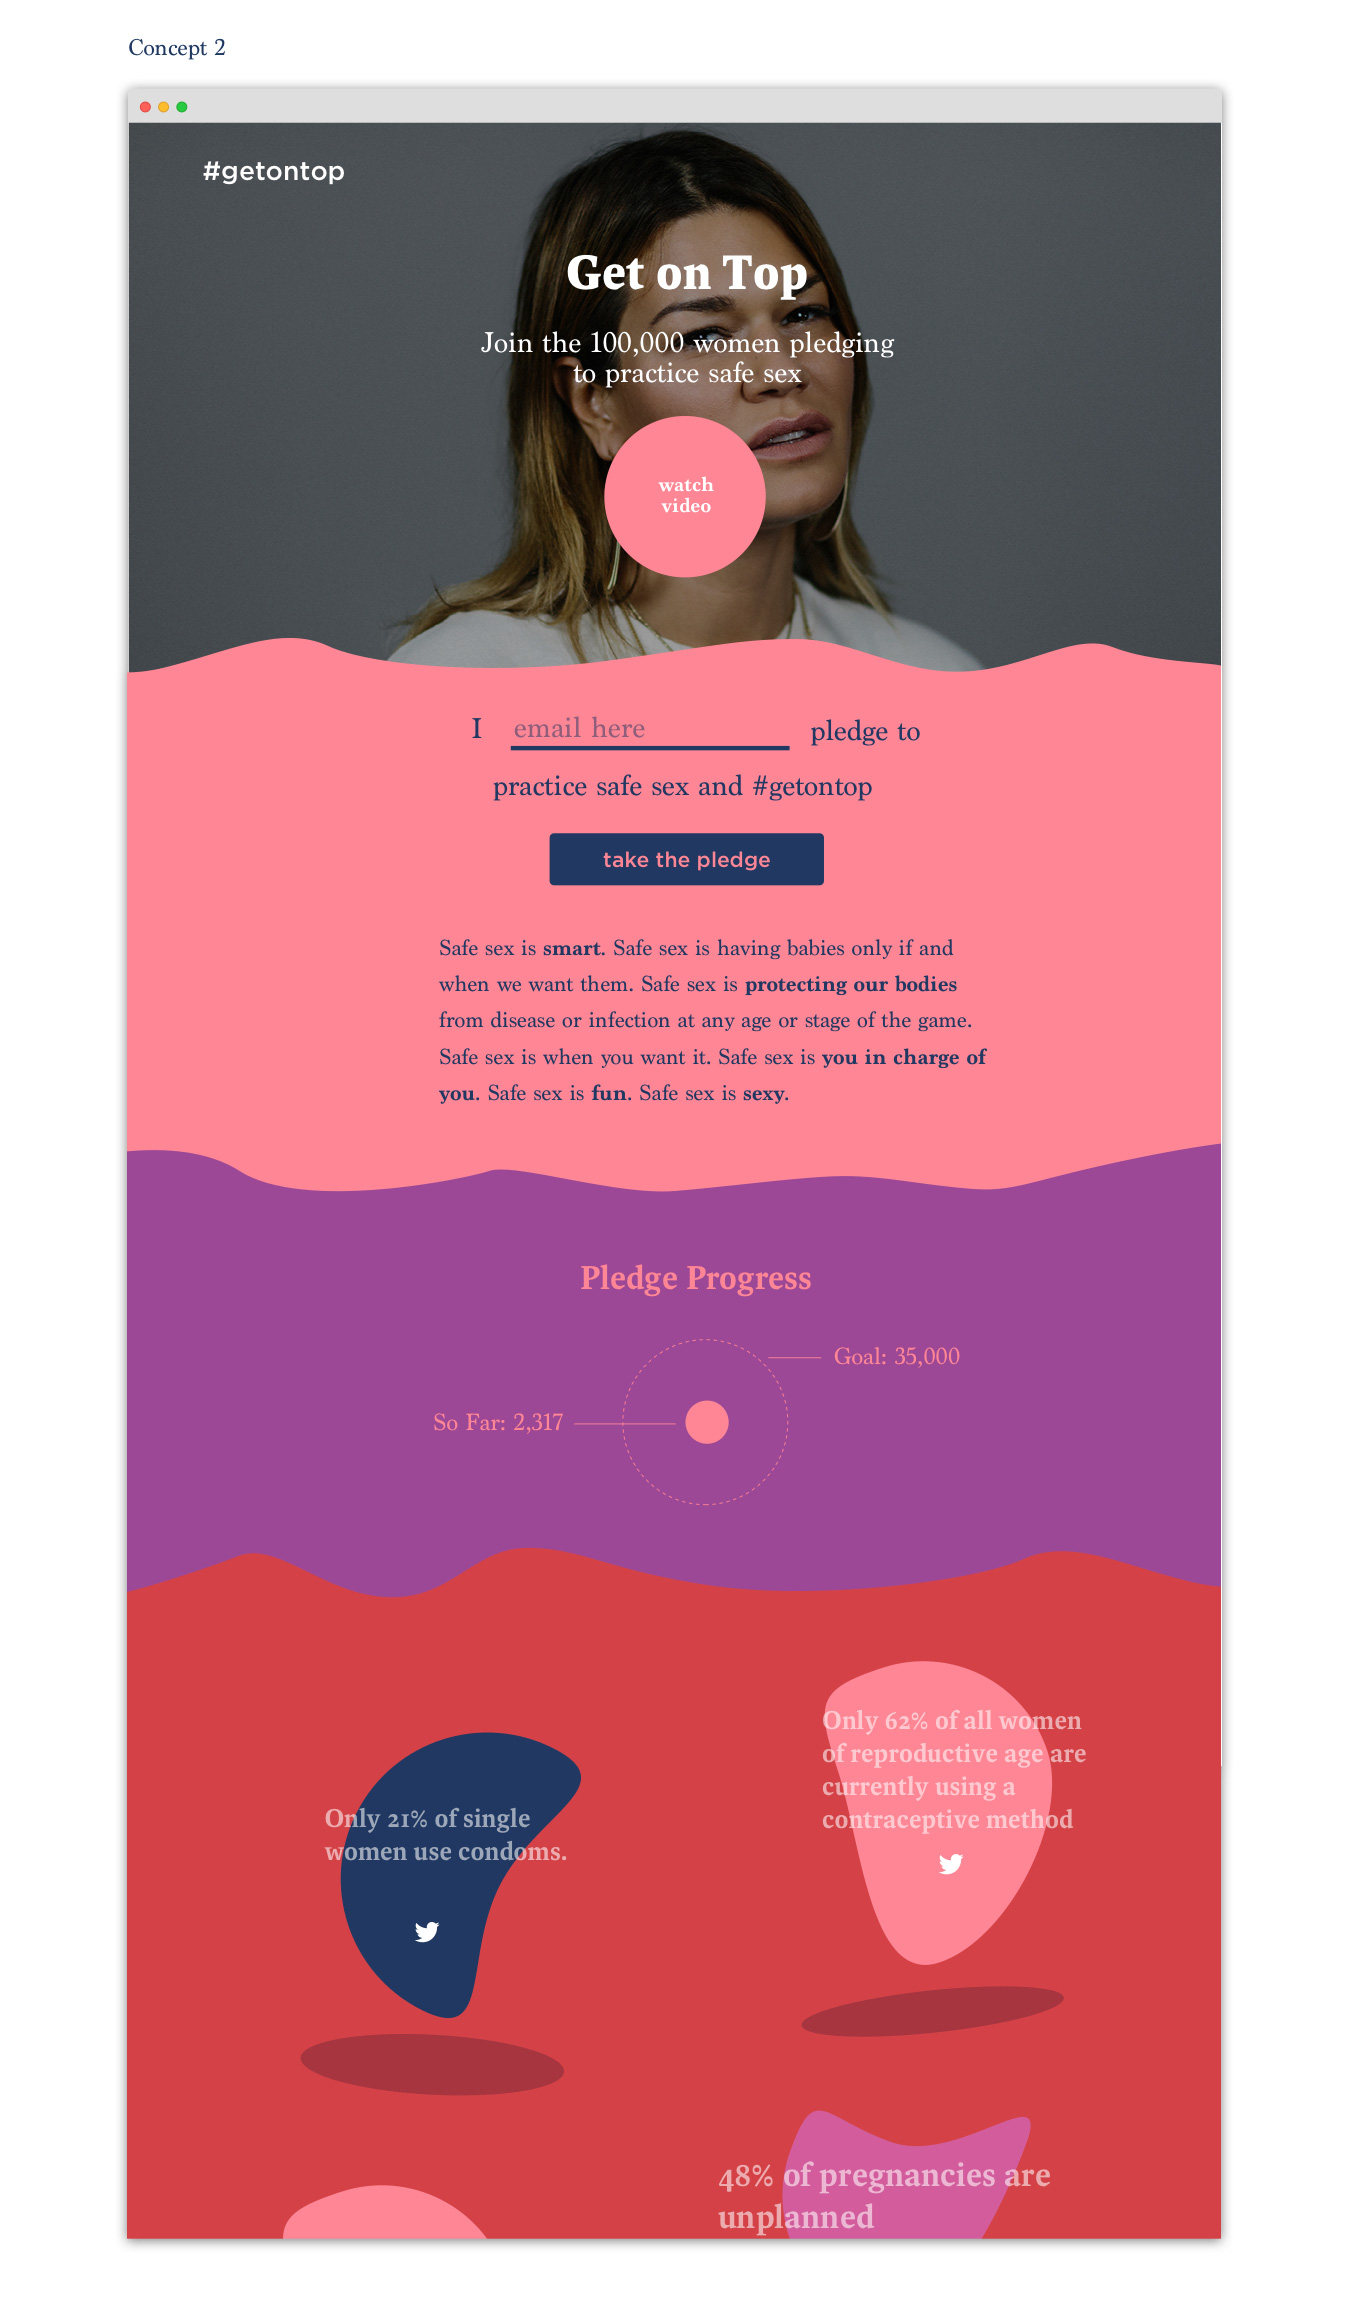 Concept 2
#getontop
Get on Top
Join the 100,000 women pledging
to practice safe sex
watch
video
I email here pledge to
practice safe sex and #getontop
take the pledge
Safe sex is smart. Safe sex is having babies only if and
when we want them. Safe sex is protecting our bodies
from disease or infection at any age or stage of the game.
Safe sex is when you want it. Safe sex is you in charge of
you. Safe sex is fun. Safe sex is sexy.
Pledge Progress
Goal: 35,000
So Far: 2,317
Only 62% of all women
of reproductive age are
currently using a
contraceptive method
Only 21% of single
women use condoms.
48% of pregnancies are
unplanned